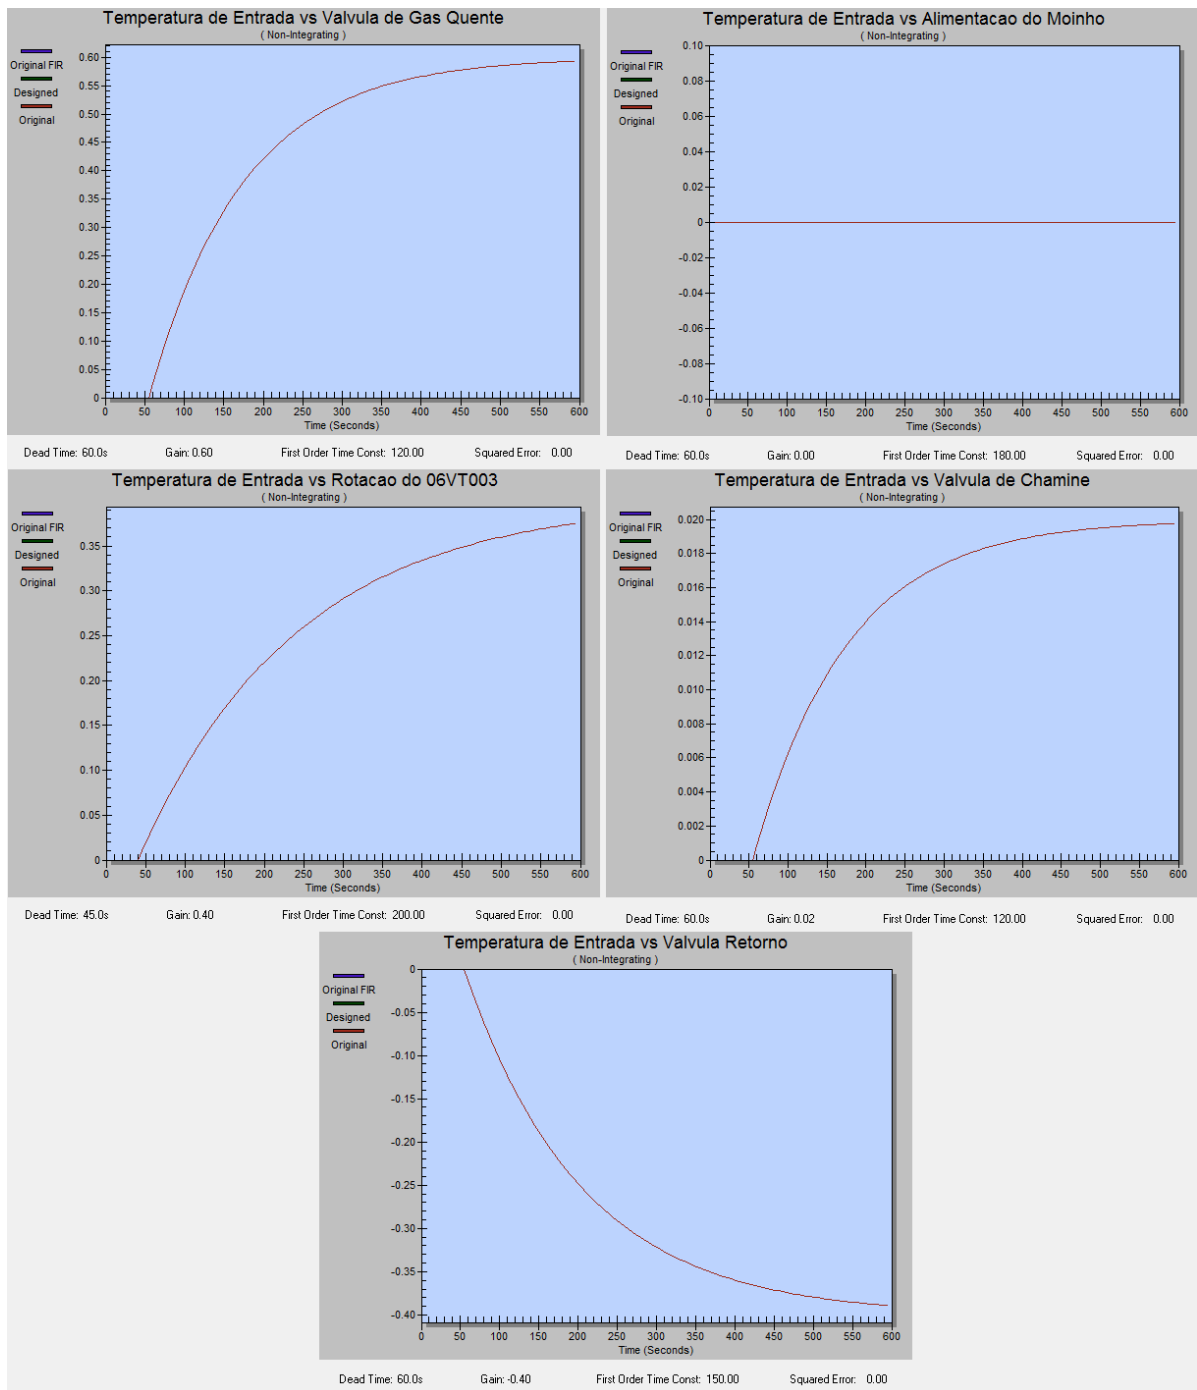 Temperatura de Entrada vs Valvula de Gas Quente
( Non-Integrating )
Original FIR
Designed
Original
0.60
0.55
0.50
0.45
0.40
0.35
0.30
0.25
0.20
0.15
0.10
0.05
0
0 50 100 150 200 250 300 350 400 450 500 550 600
Time (Seconds)
Dead Time: 60.0s Gain: 0.60 First Order Time Const: 120.00 Squared Error: 0.00
Temperatura de Entrada vs Alimentacao do Moinho
( Non-Integrating )
Original FIR
Designed
Original
0.10
0.08
0.06
0.04
0.02
0
-0.02
-0.04
-0.06
-0.08
-0.10
0 50 100 150 200 250 300 350 400 450 500 550 600
Time (Seconds)
Dead Time: 60.0s Gain: 0.00 First Order Time Const: 180.00 Squared Error: 0.00
Temperatura de Entrada vs Rotacao do 06VT003
( Non-Integrating )
Original FIR
Designed
Original
0.35
0.30
0.25
0.20
0.15
0.10
0.05
0
0 50 100 150 200 250 300 350 400 450 500 550 600
Time (Seconds)
Dead Time: 45.0s Gain: 0.40 First Order Time Const: 200.00 Squared Error: 0.00
Temperatura de Entrada vs Valvula de Chamine
( Non-Integrating )
Original FIR
Designed
Original
0.020
0.018
0.016
0.014
0.012
0.010
0.008
0.006
0.004
0.002
0
0 50 100 150 200 250 300 350 400 450 500 550 600
Time (Seconds)
Dead Time: 60.0s Gain: 0.02 First Order Time Const: 120.00 Squared Error: 0.00
Temperatura de Entrada vs Valvula Retorno
( Non-Integrating )
Original FIR
Designed
Original
0
-0.05
-0.10
-0.15
-0.20
-0.25
-0.30
-0.35
-0.40
0 50 100 150 200 250 300 350 400 450 500 550 600
Time (Seconds)
Dead Time: 60.0s Gain: -0.40 First Order Time Const: 150.00 Squared Error: 0.00